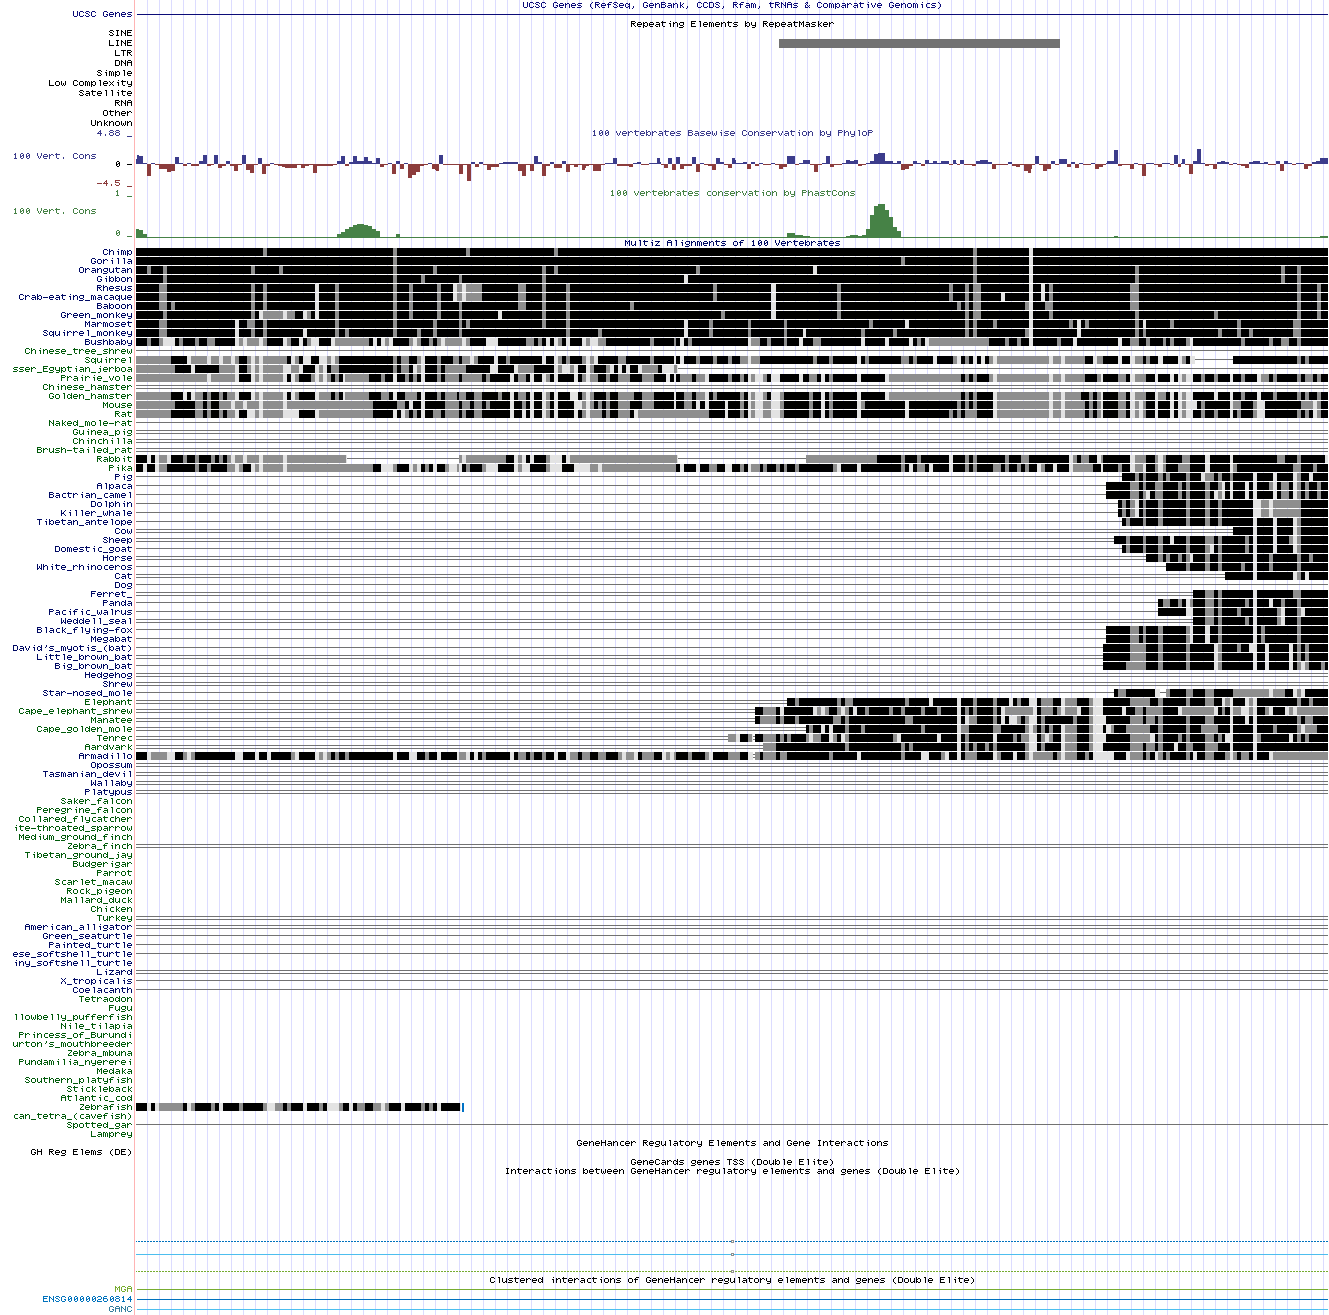 UCSC Genes (RefSeq, GenBank, CCDS, Rfam, tRNAs & Comparative Genomics)
UCSC Genes
Repeating Elements by RepeatMasker
SINE
LINE
LTR
DNA
Simple
Low Complexity
Satellite
RNA
Other
Unknown
4.88 _
100 vertebrates Basewise Conservation by PhyloP
100 Vert. Cons
0 -
-4.5 _
1 _
100 vertebrates conservation by PhastCons
100 Vert. Cons
0 _
Multiz Alignments of 100 Vertebrates
Chimp
Gorilla
Orangutan
Gibbon
Rhesus
Crab-eating_macaque
Baboon
Green_monkey
Marmoset
Squirrel_monkey
Bushbaby
Chinese_tree_shrew
Squirrel
sser_Egyptian_jerboa
Prairie_vole
Chinese_hamster
Golden_hamster
Mouse
Rat
Naked_mole-rat
Guinea_pig
Chinchilla
Brush-tailed_rat
Rabbit
Pika
Pig
Alpaca
Bactrian_camel
Dolphin
Killer_whale
Tibetan_antelope
Cow
Sheep
Domestic_goat
Horse
White_rhinoceros
Cat
Dog
Ferret_
Panda
Pacific_walrus
Weddell_seal
Black_flying-fox
Megabat
David's_myotis_(bat)
Little_brown_bat
Big_brown_bat
Hedgehog
Shrew
Star-nosed_mole
Elephant
Cape_elephant_shrew
Manatee
Cape_golden_mole
Tenrec
Aardvark
Armadillo
Opossum
Tasmanian_devil
Wallaby
Platypus
Saker_falcon
Peregrine_falcon
Collared_flycatcher
ite-throated_sparrow
Medium_ground_finch
Zebra_finch
Tibetan_ground_jay
Budgerigar
Parrot
Scarlet_macaw
Rock_pigeon
Mallard_duck
Chicken
Turkey
American_alligator
Green_seaturtle
Painted_turtle
ese_softshell_turtle
iny_softshell_turtle
Lizard
X_tropicalis
Coelacanth
Tetraodon
Fugu
llowbelly_pufferfish
Nile_tilapia
Princess_of_Burundi
urton's_mouthbreeder
Zebra_mbuna
Pundamilia_nyererei
Medaka
Southern_platyfish
Stickleback
Atlantic_cod
Zebrafish
can_tetra_(cavefish)
Spotted_gar
Lamprey
GeneHancer Regulatory Elements and Gene Interactions
GH Reg Elems (DE)
GeneCards genes TSS (Double Elite)
Interactions between GeneHancer regulatory elements and genes (Double Elite)
Clustered interactions of GeneHancer regulatory elements and genes (Double Elite)
MGA
ENSG00000260814
GANC